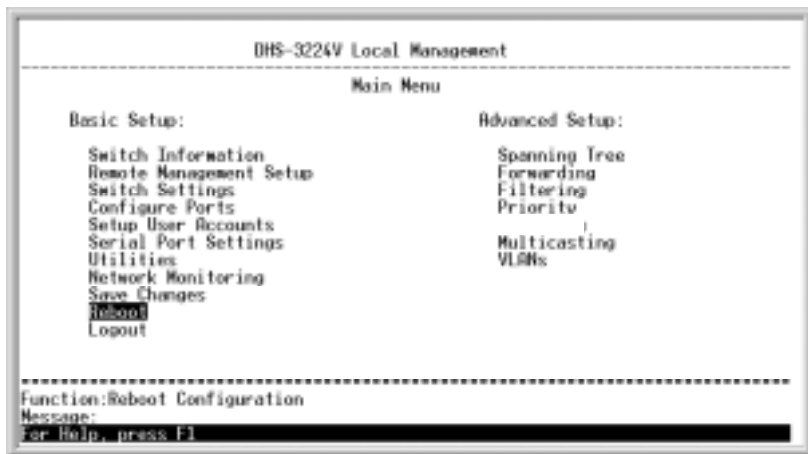 DHS-3224V Local Management
Main Menu
Basic Setup:
Switch Information
Remote Management Setup
Switch Settings
Configure Ports
Setup User Accounts
Serial Port Settings
Utilities
Network Monitoring
Save Changes
Reboot
Logout
Advanced Setup:
Spanning Tree
Forwarding
Filtering
Priority
Multicasting
VLANs
Function:Reboot Configuration
Message:
For Help, press F1